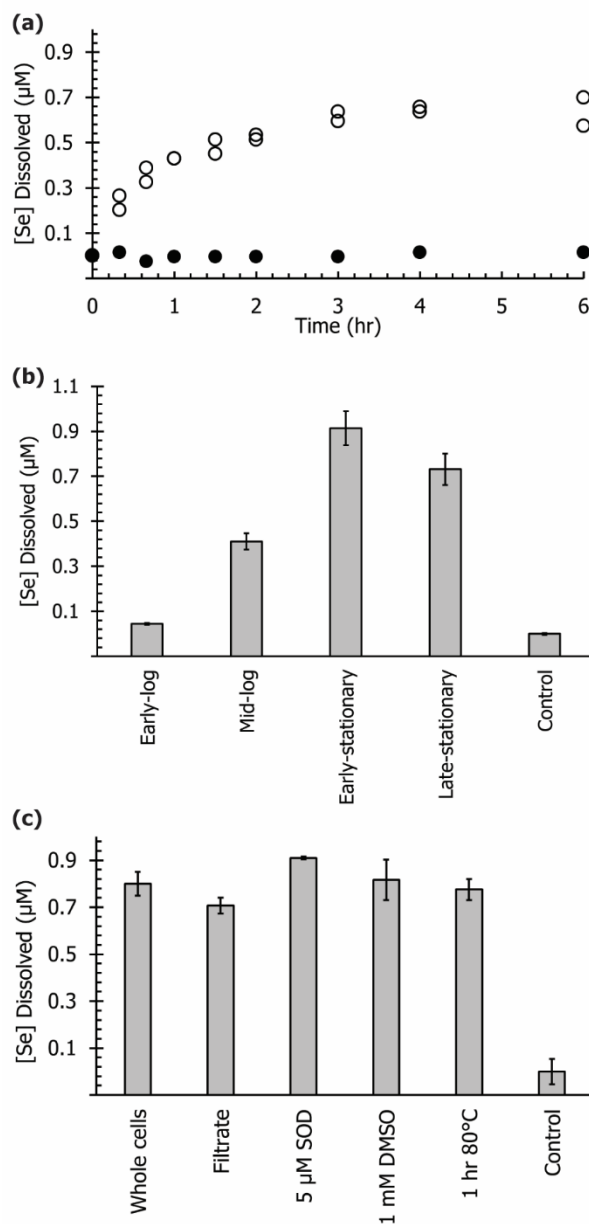 (a)
[Se] Dissolved (µM)
0.9
0.7
0.5
0.3
0.1
0 1 2 3 4 5 6
Time (hr)
(b)
[Se] Dissolved (µM)
1.1
0.9
0.7
0.5
0.3
0.1
Early-log
Mid-log
Early-stationary
Late-stationary
Control
(c)
[Se] Dissolved (µM)
0.9
0.7
0.5
0.3
0.1
Whole cells
Filtrate
5 µM SOD
1 mM DMSO
1 hr 80°C
Control